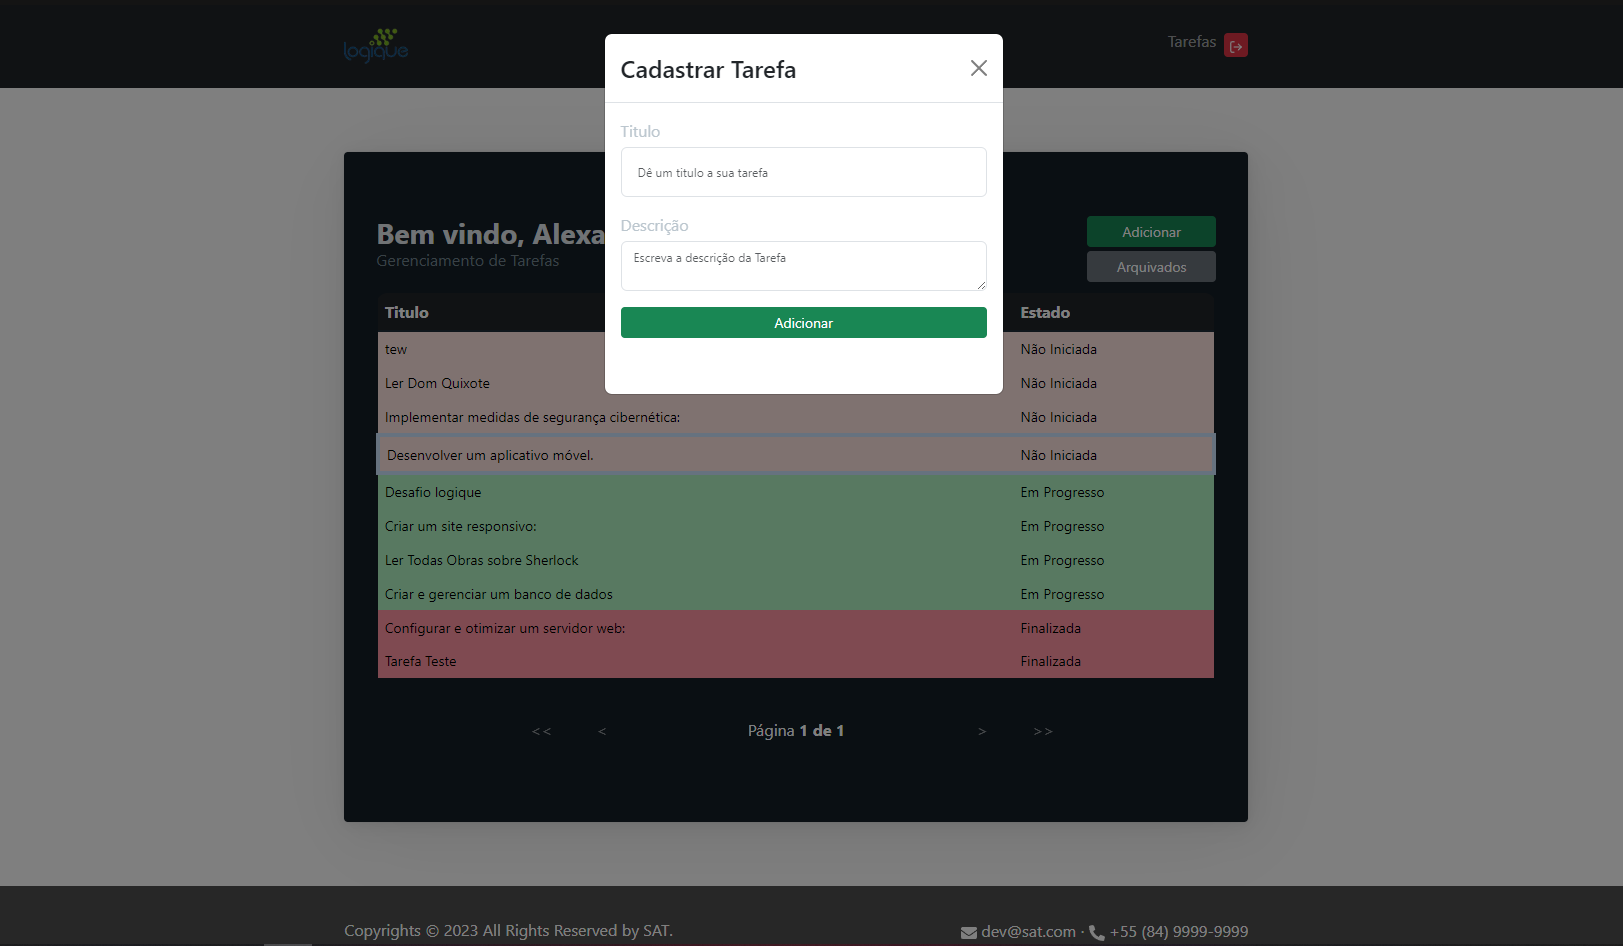 logique
Tarefas
Cadastrar Tarefa
Titulo
Dê um titulo a sua tarefa
Descrição
Escreva a descrição da Tarefa
Adicionar
Bem vindo, Alexa
Gerenciamento de Tarefas
Adicionar
Arquivados
Titulo Estado
tew Não Iniciada
Ler Dom Quixote Não Iniciada
Implementar medidas de segurança cibernética: Não Iniciada
Desenvolver um aplicativo móvel. Não Iniciada
Desafio logique Em Progresso
Criar um site responsivo: Em Progresso
Ler Todas Obras sobre Sherlock Em Progresso
Criar e gerenciar um banco de dados Em Progresso
Configurar e otimizar um servidor web: Finalizada
Tarefa Teste Finalizada
<< < Página 1 de 1 > >>
Copyrights © 2023 All Rights Reserved by SAT. dev@sat.com · +55 (84) 9999-9999